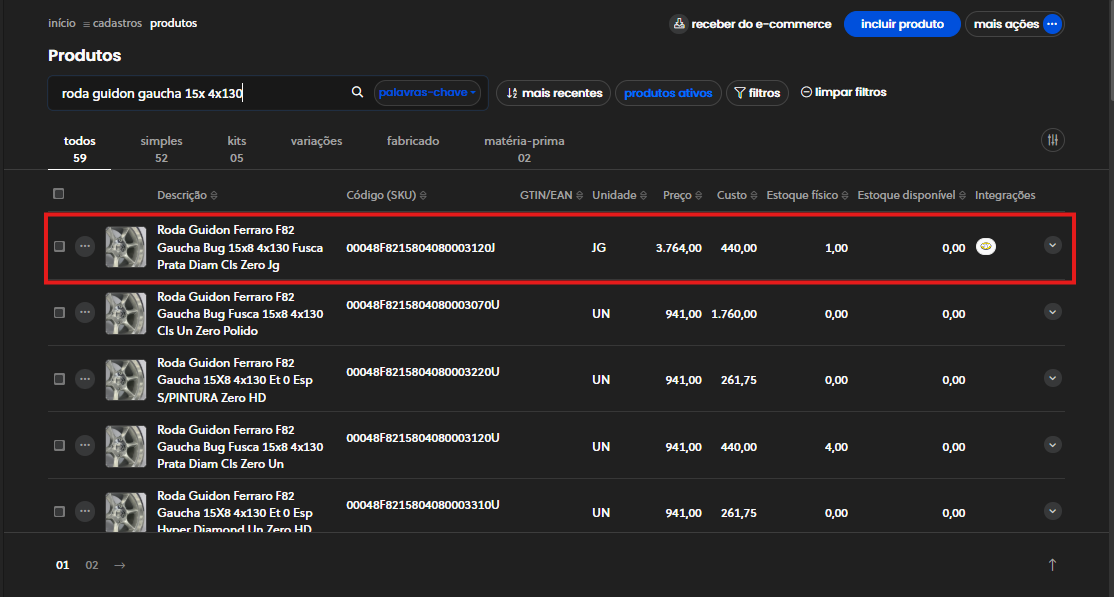 início ≡ cadastros produtos
receber do e-commerce
incluir produto
mais ações
Produtos
roda guidon gaucha 15x 4x130
palavras-chave
mais recentes
produtos ativos
filtros
limpar filtros
todos
59
simples
52
kits
05
variações
fabricado
matéria-prima
02
Descrição Código (SKU) GTIN/EAN Unidade Preço Custo Estoque físico Estoque disponível Integrações
Roda Guidon Ferraro F82
Gaucha Bug 15x8 4x130 Fusca
Prata Diam Cls Zero Jg
00048F8215804080003120J JG 3.764,00 440,00 1,00 0,00
Roda Guidon Ferraro F82
Gaucha Bug Fusca 15x8 4x130
Cls Un Zero Polido
00048F8215804080003070U UN 941,00 1.760,00 0,00 0,00
Roda Guidon Ferraro F82
Gaucha 15X8 4x130 Et 0 Esp
S/PINTURA Zero HD
00048F8215804080003220U UN 941,00 261,75 0,00 0,00
Roda Guidon Ferraro F82
Gaucha Bug Fusca 15x8 4x130
Prata Diam Cls Zero Un
00048F8215804080003120U UN 941,00 440,00 4,00 0,00
Roda Guidon Ferraro F82
Gaucha 15X8 4x130 Et 0 Esp
Hyper Diamond Un Zero HD
00048F8215804080003310U UN 941,00 261,75 0,00 0,00
01 02 → ↑